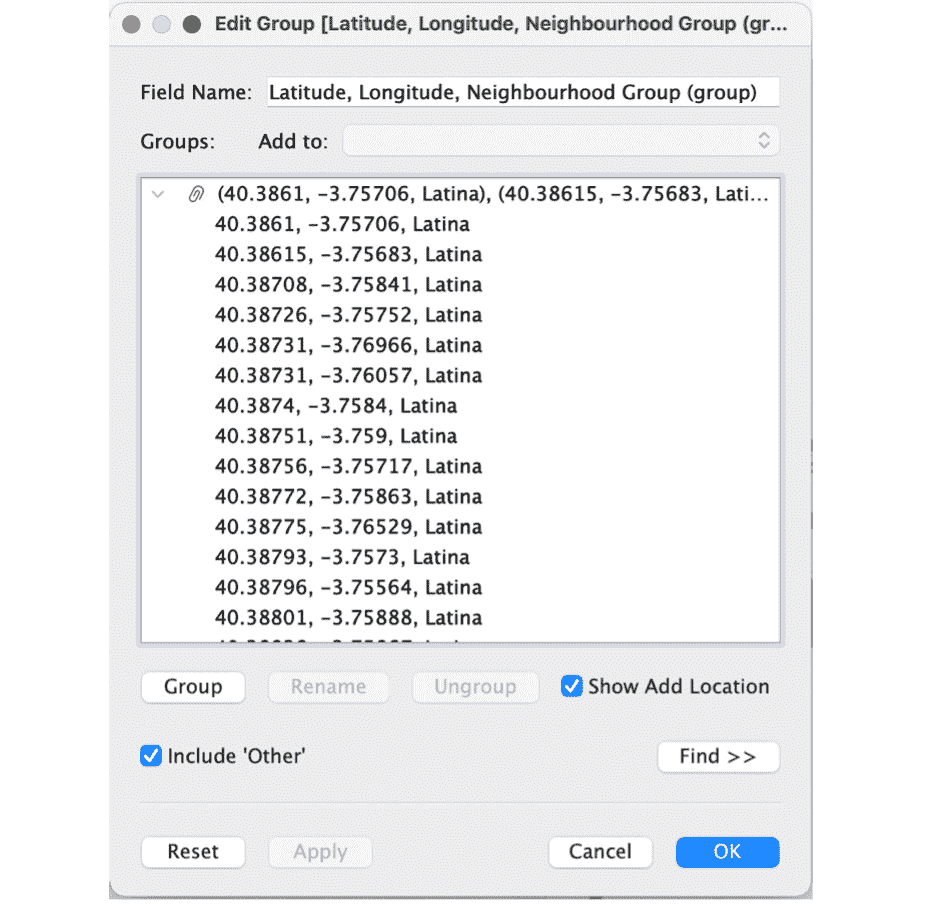 Edit Group [Latitude, Longitude, Neighbourhood Group (gr...
Field Name: Latitude, Longitude, Neighbourhood Group (group)
Groups: Add to:
(40.3861, -3.75706, Latina), (40.38615, -3.75683, Lati...
40.3861, -3.75706, Latina
40.38615, -3.75683, Latina
40.38708, -3.75841, Latina
40.38726, -3.75752, Latina
40.38731, -3.76966, Latina
40.38731, -3.76057, Latina
40.3874, -3.7584, Latina
40.38751, -3.759, Latina
40.38756, -3.75717, Latina
40.38772, -3.75863, Latina
40.38775, -3.76529, Latina
40.38793, -3.7573, Latina
40.38796, -3.75564, Latina
40.38801, -3.75888, Latina
Group Rename Ungroup Show Add Location
Include 'Other' Find >>
Reset Apply Cancel OK